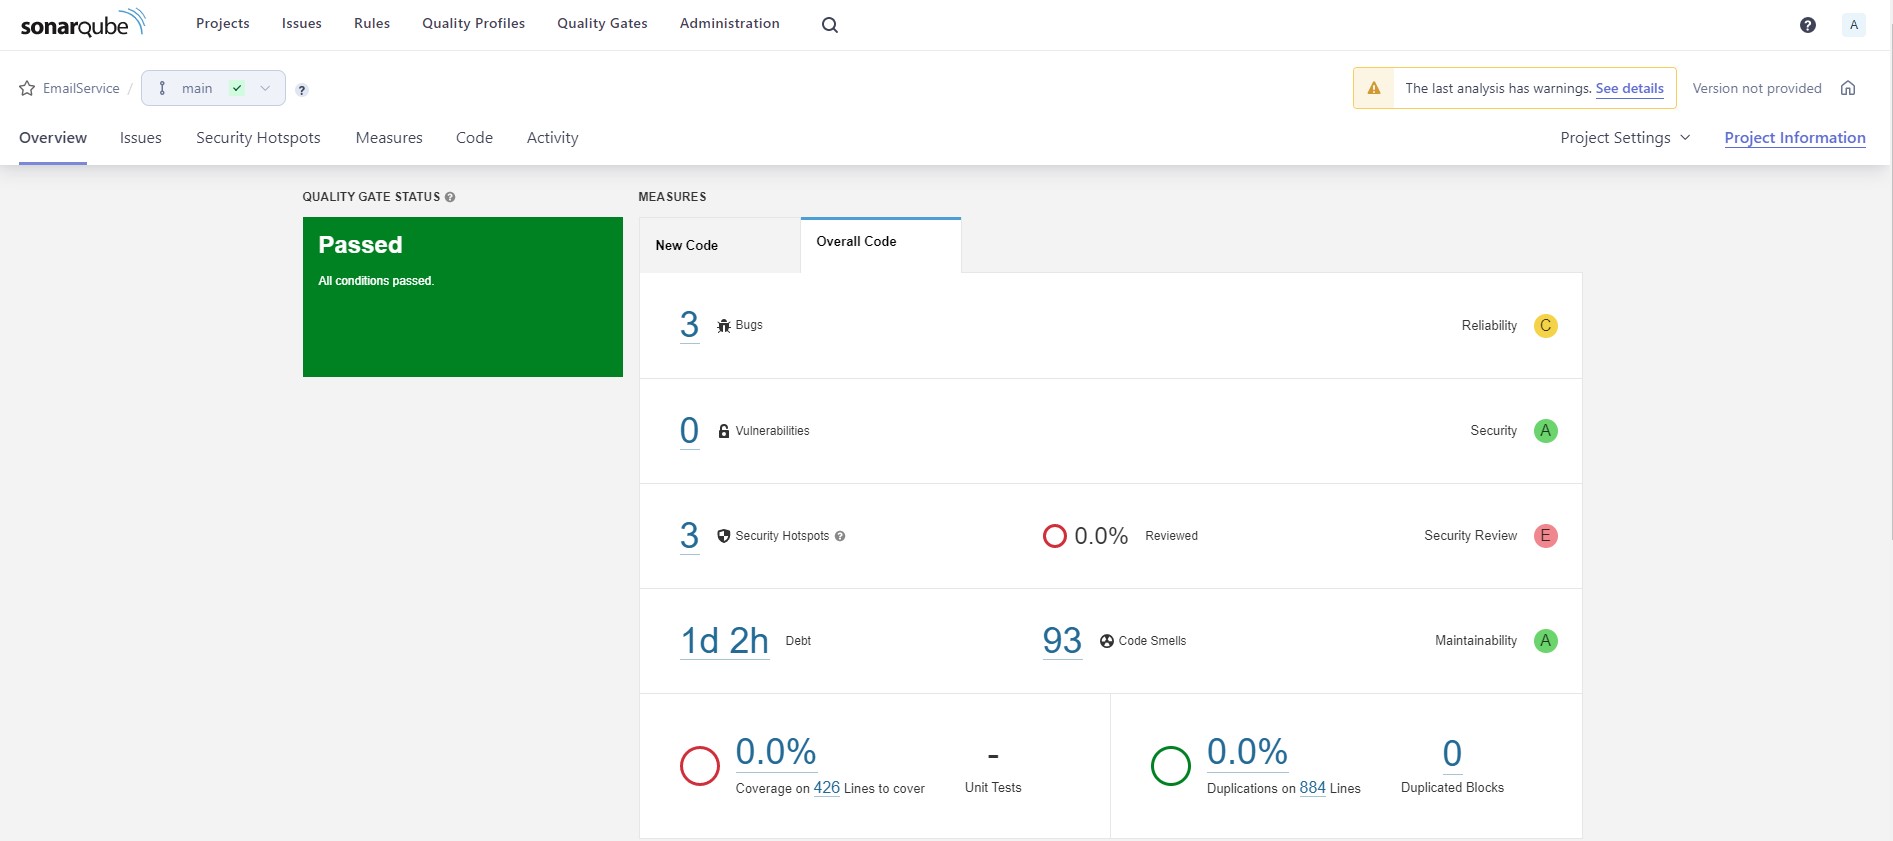 sonarqube Projects Issues Rules Quality Profiles Quality Gates Administration ? A
EmailService / main ? The last analysis has warnings. See details Version not provided
Overview Issues Security Hotspots Measures Code Activity Project Settings Project Information
QUALITY GATE STATUS ? MEASURES
Passed
All conditions passed.
New Code Overall Code
3 Bugs Reliability C
0 Vulnerabilities Security A
3 Security Hotspots ? 0.0% Reviewed Security Review E
1d 2h Debt 93 Code Smells Maintainability A
0.0% - 0.0% 0
Coverage on 426 Lines to cover Unit Tests Duplications on 884 Lines Duplicated Blocks